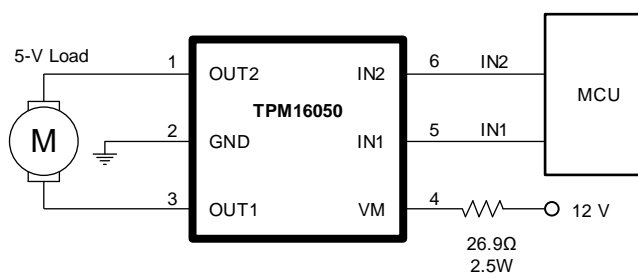 5-V Load
1 OUT2 IN2 6 IN2
TPM16050
MCU
M
2 GND IN1 5 IN1
3 OUT1 VM 4 12 V
26.9Ω
2.5W